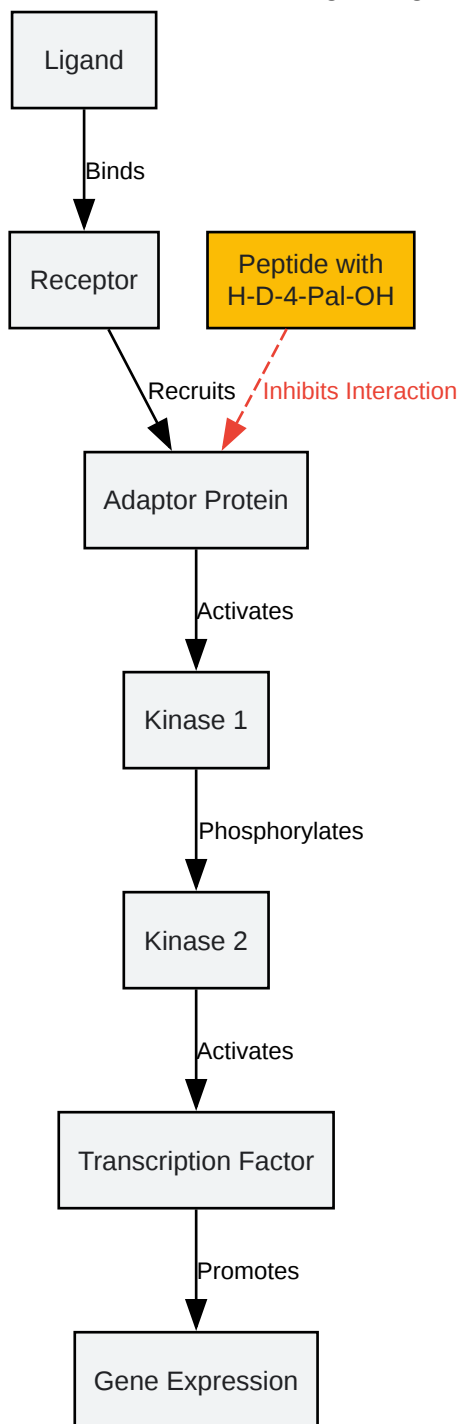 Ligand
Binds
Receptor
Peptide with
H-D-4-Pal-OH
Recruits
Inhibits Interaction
Adaptor Protein
Activates
Kinase 1
Phosphorylates
Kinase 2
Activates
Transcription Factor
Promotes
Gene Expression